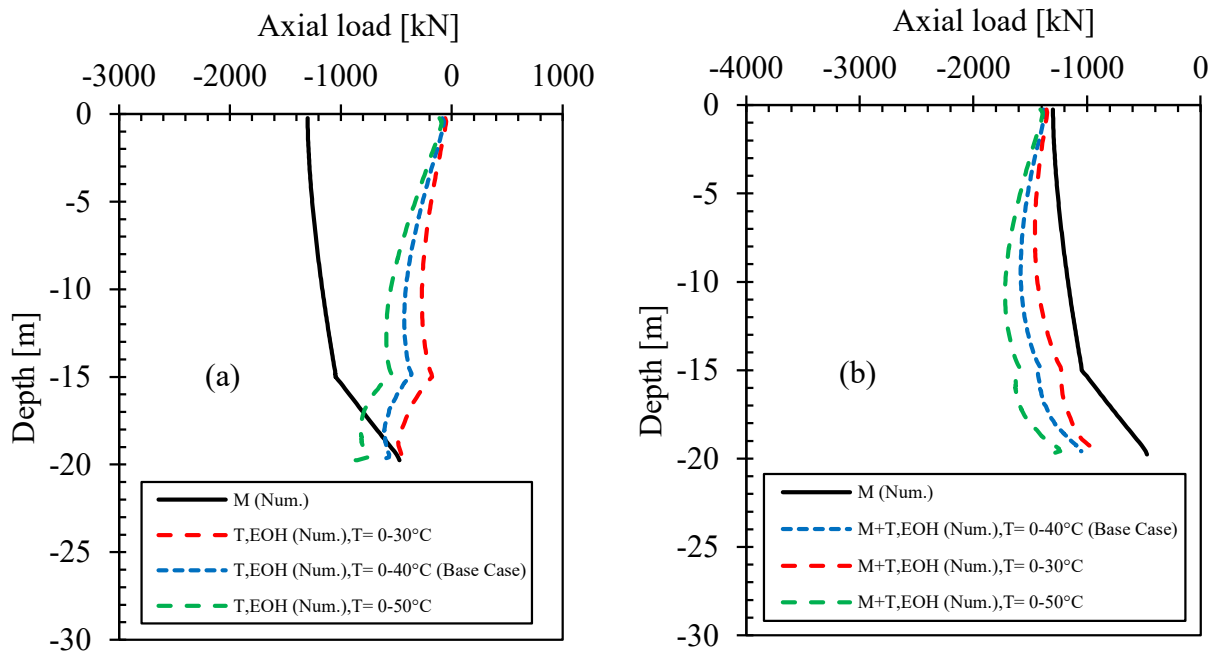 Axial load [kN]
-3000 -2000 -1000 0 1000
0
-5
-10
-15
-20
-25
-30
Depth [m]
(a)
M (Num.)
T,EOH (Num.),T= 0-30°C
T,EOH (Num.),T= 0-40°C (Base Case)
T,EOH (Num.),T= 0-50°C
Axial load [kN]
-4000 -3000 -2000 -1000 0
0
-5
-10
-15
-20
-25
-30
Depth [m]
(b)
M (Num.)
M+T,EOH (Num.),T= 0-40°C (Base Case)
M+T,EOH (Num.),T= 0-30°C
M+T,EOH (Num.),T= 0-50°C